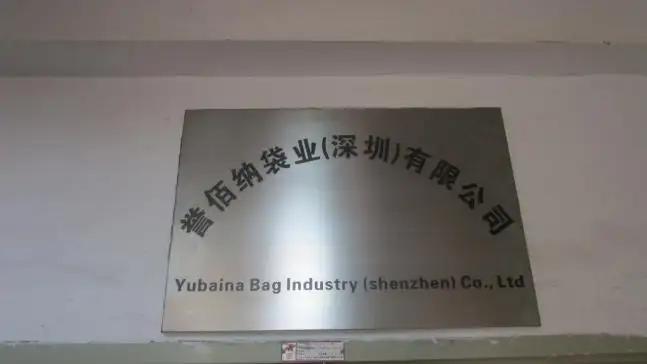 誉佰纳袋业(深圳)有限公司
Yubaina Bag Industry (shenzhen) Co., Ltd